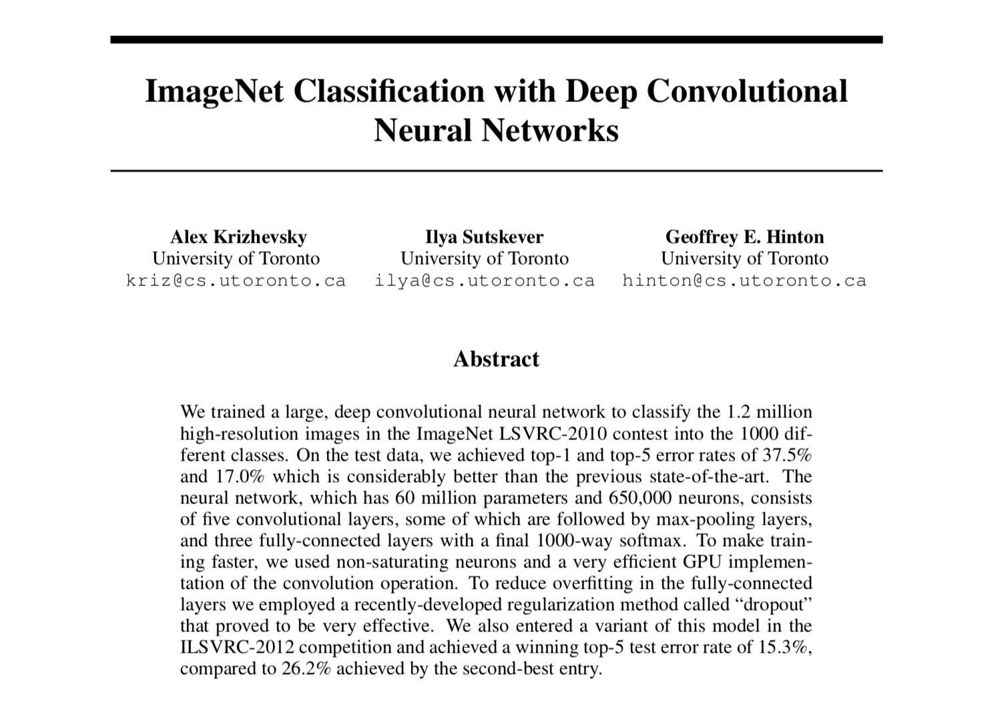 ImageNet Classification with Deep Convolutional
Neural Networks
Alex Krizhevsky
University of Toronto
kriz@cs.utoronto.ca
Ilya Sutskever
University of Toronto
ilya@cs.utoronto.ca
Geoffrey E. Hinton
University of Toronto
hinton@cs.utoronto.ca
Abstract
We trained a large, deep convolutional neural network to classify the 1.2 million
high-resolution images in the ImageNet LSVRC-2010 contest into the 1000 dif-
ferent classes. On the test data, we achieved top-1 and top-5 error rates of 37.5%
and 17.0% which is considerably better than the previous state-of-the-art. The
neural network, which has 60 million parameters and 650,000 neurons, consists
of five convolutional layers, some of which are followed by max-pooling layers,
and three fully-connected layers with a final 1000-way softmax. To make train-
ing faster, we used non-saturating neurons and a very efficient GPU implemen-
tation of the convolution operation. To reduce overfitting in the fully-connected
layers we employed a recently-developed regularization method called “dropout”
that proved to be very effective. We also entered a variant of this model in the
ILSVRC-2012 competition and achieved a winning top-5 test error rate of 15.3%,
compared to 26.2% achieved by the second-best entry.